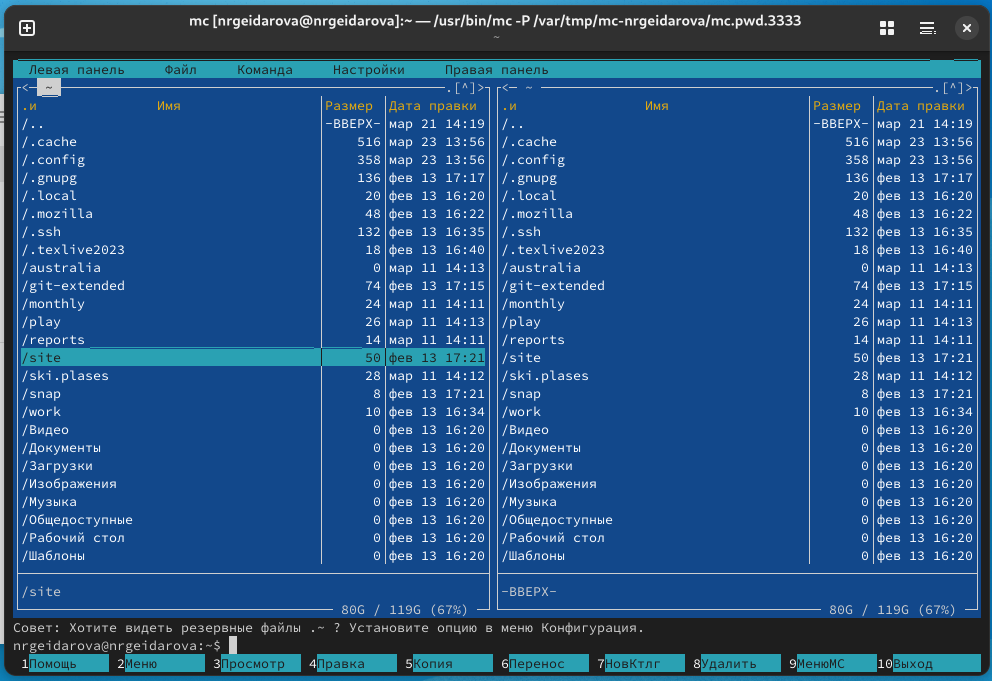 mc [nrgeidarova@nrgeidarova]:~ — /usr/bin/mc -P /var/tmp/mc-nrgeidarova/mc.pwd.3333
~
Левая панель Файл Команда Настройки Правая панель
<- ~ .[^]> <- ~ .[^]>
.и Имя Размер Дата правки .и Имя Размер Дата правки
/.. -ВВЕРХ- мар 21 14:19 /.. -ВВЕРХ- мар 21 14:19
/.cache 516 мар 23 13:56 /.cache 516 мар 23 13:56
/.config 358 мар 23 13:56 /.config 358 мар 23 13:56
/.gnupg 136 фев 13 17:17 /.gnupg 136 фев 13 17:17
/.local 20 фев 13 16:20 /.local 20 фев 13 16:20
/.mozilla 48 фев 13 16:22 /.mozilla 48 фев 13 16:22
/.ssh 132 фев 13 16:35 /.ssh 132 фев 13 16:35
/.texlive2023 18 фев 13 16:40 /.texlive2023 18 фев 13 16:40
/australia 0 мар 11 14:13 /australia 0 мар 11 14:13
/git-extended 74 фев 13 17:15 /git-extended 74 фев 13 17:15
/monthly 24 мар 11 14:11 /monthly 24 мар 11 14:11
/play 26 мар 11 14:13 /play 26 мар 11 14:13
/reports 14 мар 11 14:11 /reports 14 мар 11 14:11
/site 50 фев 13 17:21 /site 50 фев 13 17:21
/ski.plases 28 мар 11 14:12 /ski.plases 28 мар 11 14:12
/snap 8 фев 13 17:21 /snap 8 фев 13 17:21
/work 10 фев 13 16:34 /work 10 фев 13 16:34
/Видео 0 фев 13 16:20 /Видео 0 фев 13 16:20
/Документы 0 фев 13 16:20 /Документы 0 фев 13 16:20
/Загрузки 0 фев 13 16:20 /Загрузки 0 фев 13 16:20
/Изображения 0 фев 13 16:20 /Изображения 0 фев 13 16:20
/Музыка 0 фев 13 16:20 /Музыка 0 фев 13 16:20
/Общедоступные 0 фев 13 16:20 /Общедоступные 0 фев 13 16:20
/Рабочий стол 0 фев 13 16:20 /Рабочий стол 0 фев 13 16:20
/Шаблоны 0 фев 13 16:20 /Шаблоны 0 фев 13 16:20
/site -ВВЕРХ-
80G / 119G (67%) 80G / 119G (67%)
Совет: Хотите видеть резервные файлы .~ ? Установите опцию в меню Конфигурация.
nrgeidarova@nrgeidarova:~$
1Помощь 2Меню 3Просмотр 4Правка 5Копия 6Перенос 7НовКтлг 8Удалить 9МенюМС 10Выход